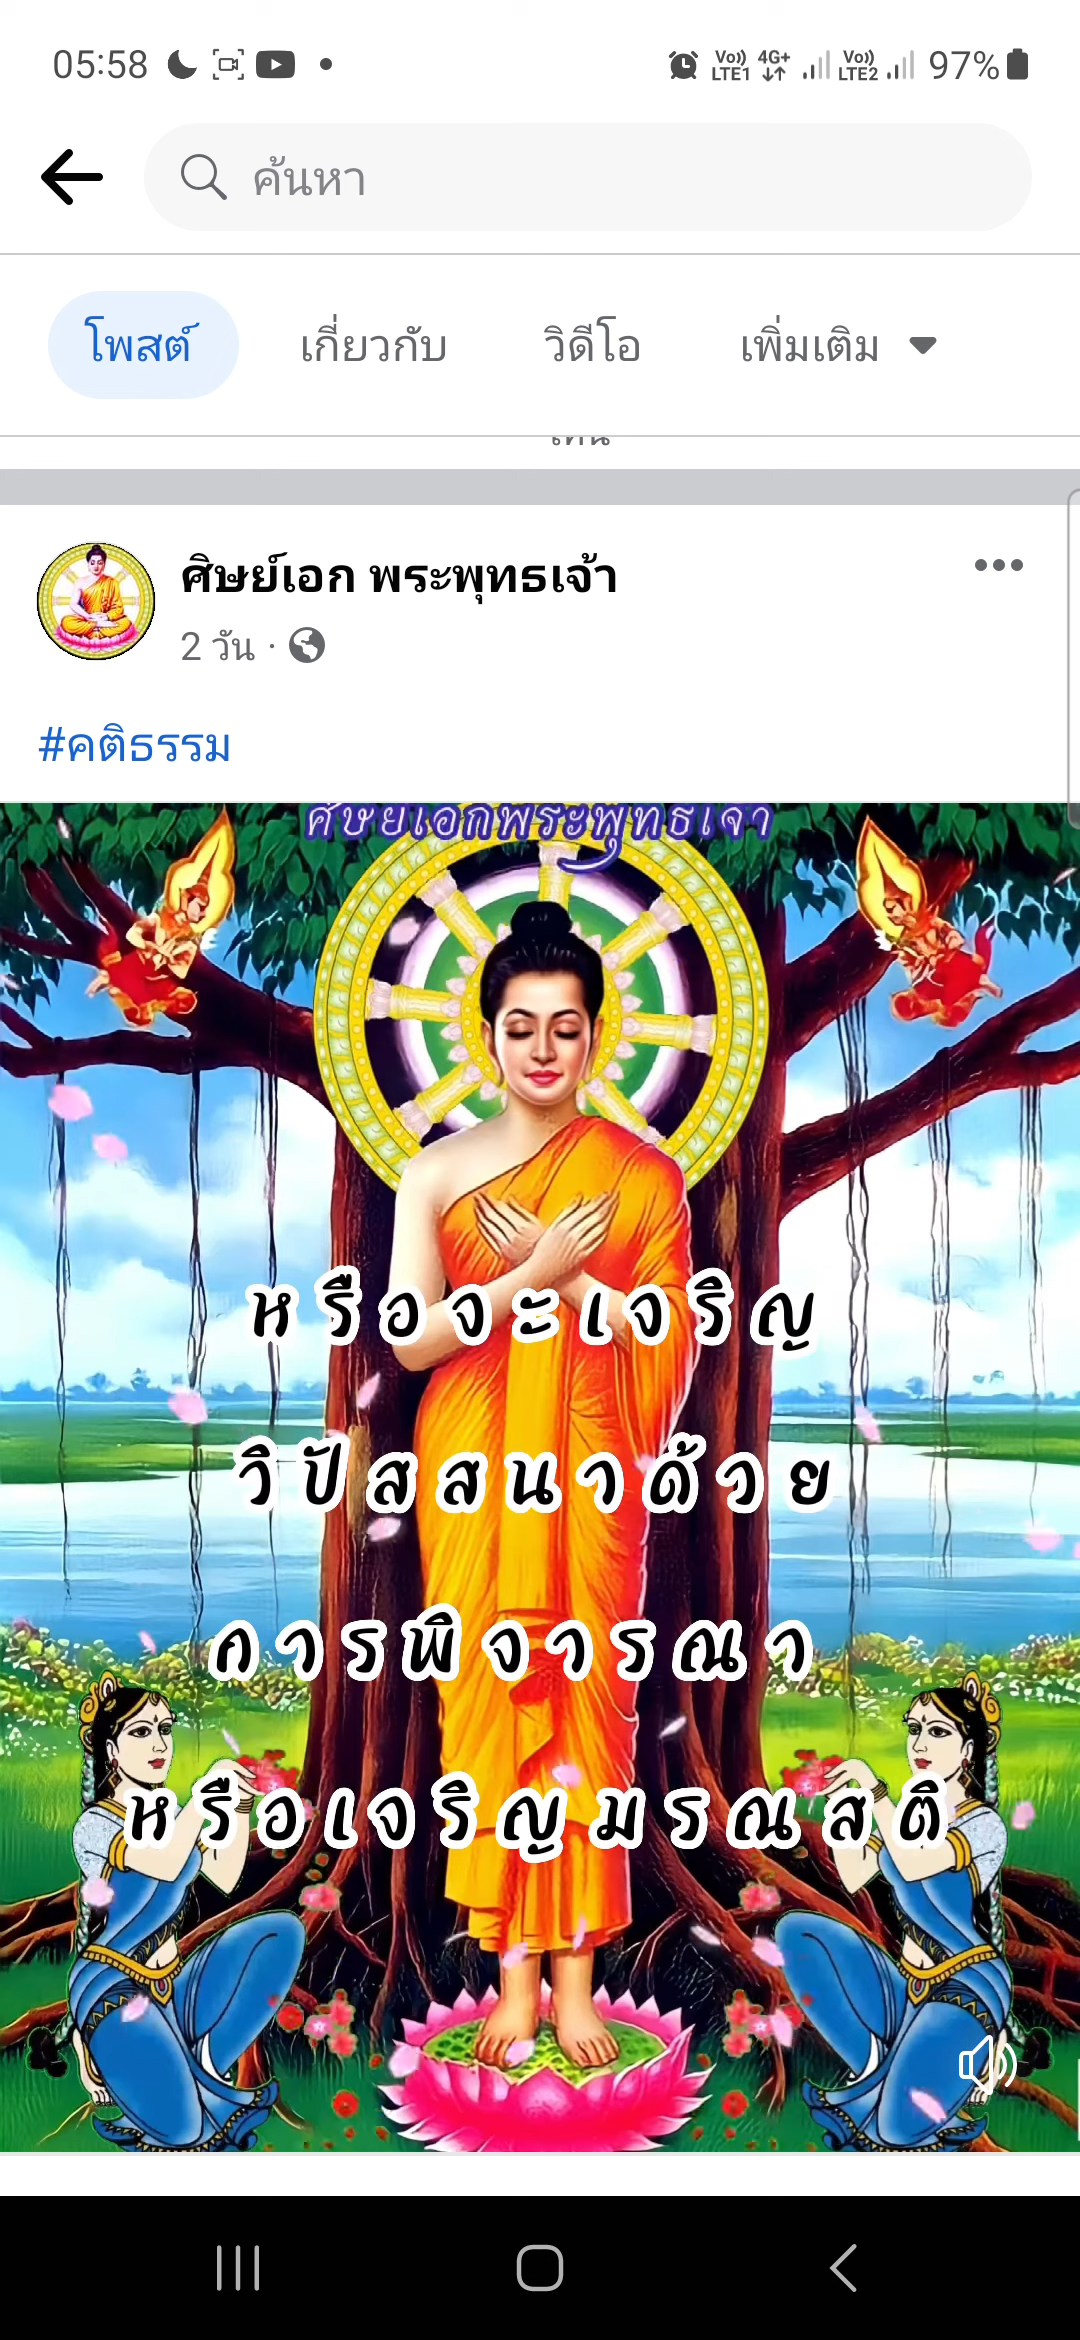 05:58 Vo)) LTE1 4G+ Vo)) LTE2 97%
ค้นหา
โพสต์ เกี่ยวกับ วิดีโอ เพิ่มเติม
ศิษย์เอก พระพุทธเจ้า
2 วัน ·
#คติธรรม
ศิษย์เอกพระพุทธเจ้า
หรือจะเจริญ
วิปัสสนาด้วย
การพิจารณา
หรือเจริญมรณสติ